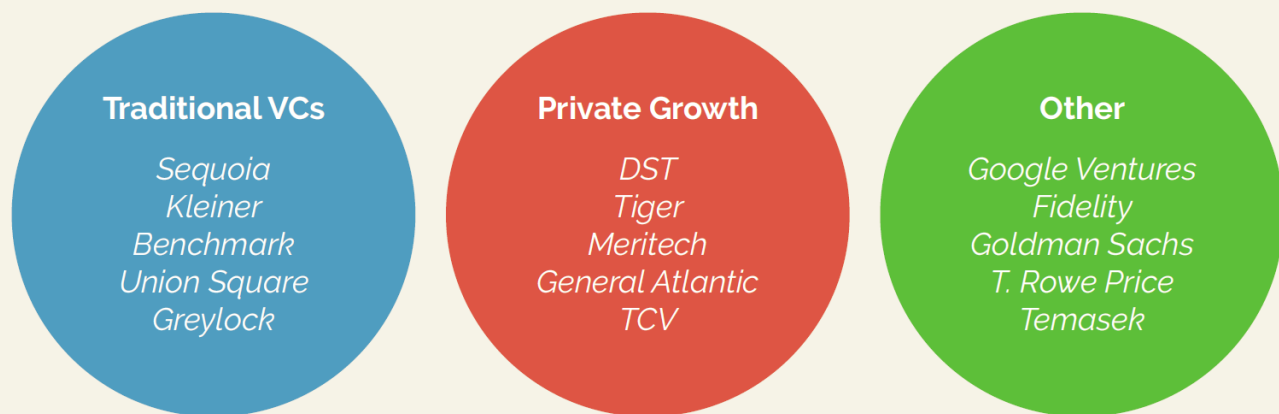 Traditional VCs
Sequoia
Kleiner
Benchmark
Union Square
Greylock
Private Growth
DST
Tiger
Meritech
General Atlantic
TCV
Other
Google Ventures
Fidelity
Goldman Sachs
T. Rowe Price
Temasek